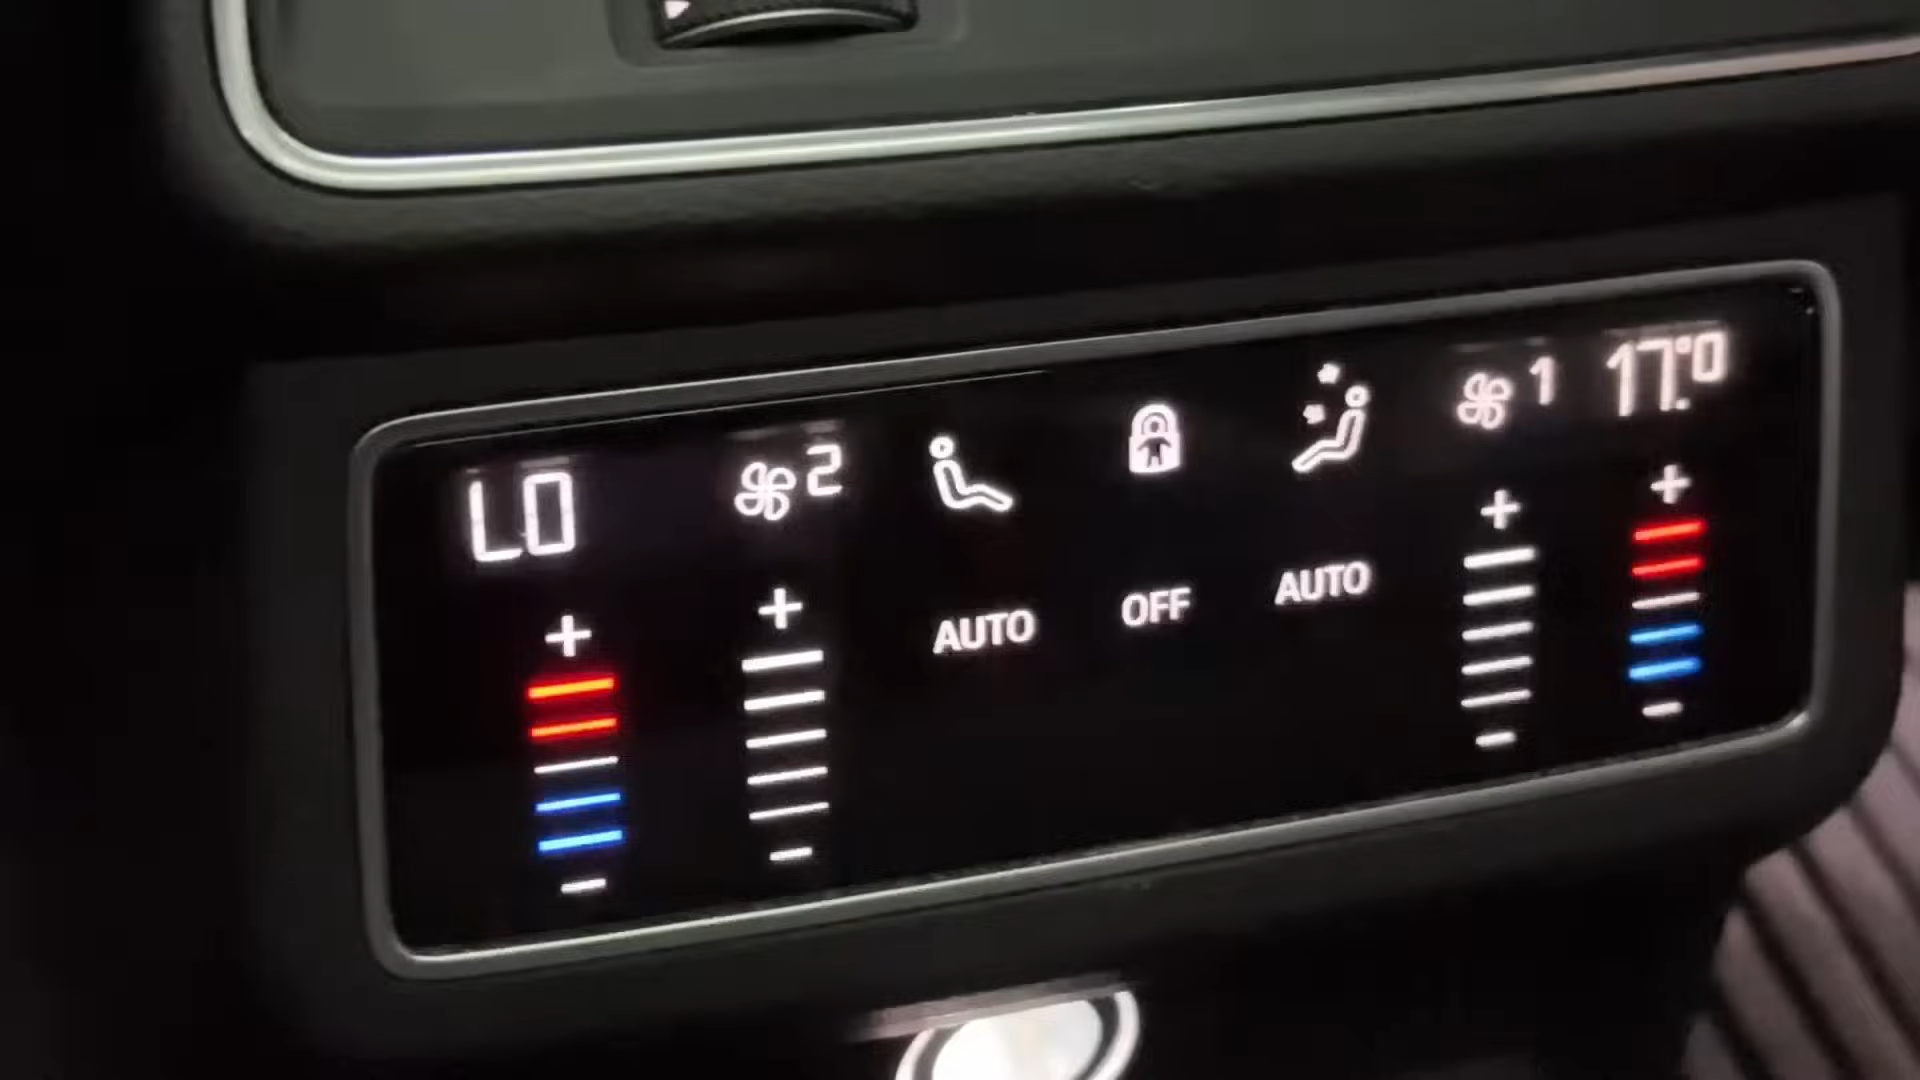 LO 2 1 17.°0
+ + + +
AUTO OFF AUTO
- - - -